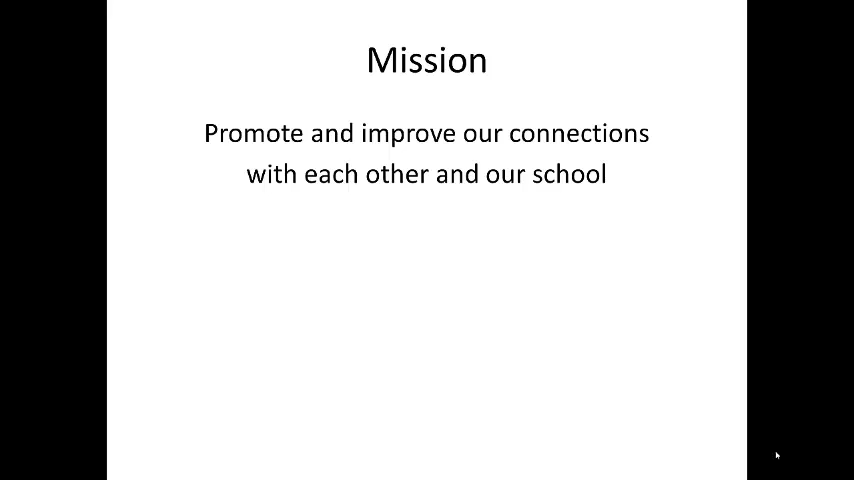 Mission
Promote and improve our connections
with each other and our school